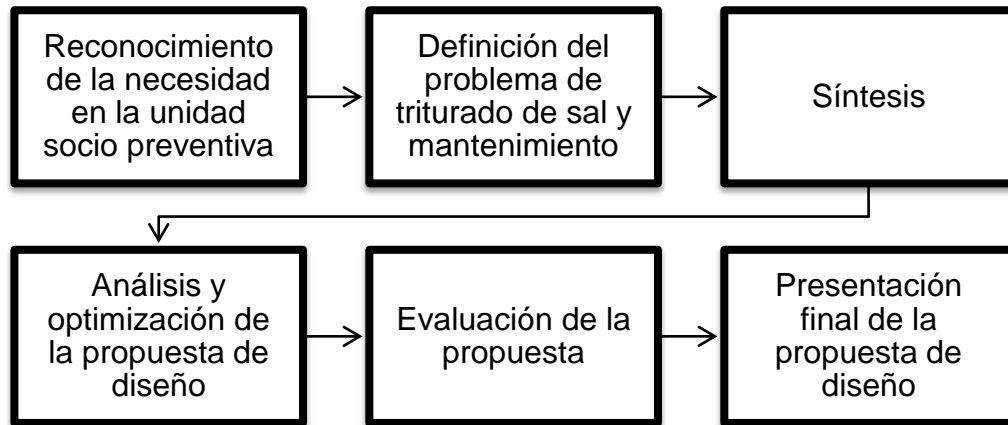 Reconocimiento
de la necesidad
en la unidad
socio preventiva
Definición del
problema de
triturado de sal y
mantenimiento
Síntesis
Análisis y
optimización de
la propuesta de
diseño
Evaluación de la
propuesta
Presentación
final de la
propuesta de
diseño